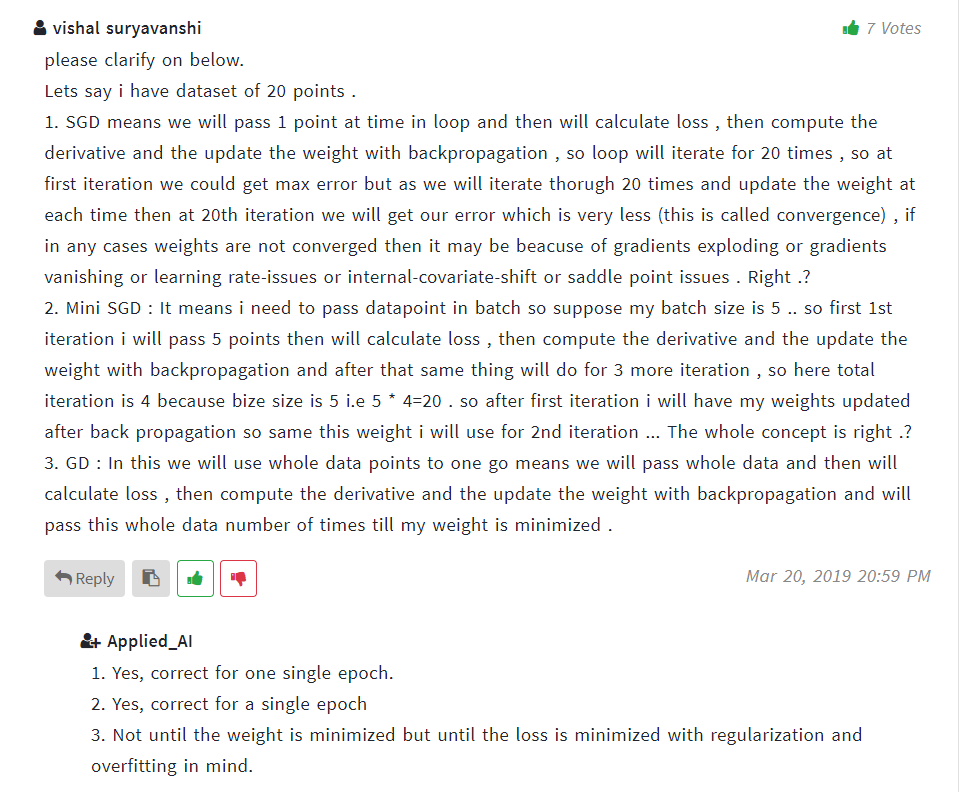 vishal suryavanshi
7 Votes
please clarify on below.
Lets say i have dataset of 20 points .
1. SGD means we will pass 1 point at time in loop and then will calculate loss , then compute the
derivative and the update the weight with backpropagation , so loop will iterate for 20 times , so at
first iteration we could get max error but as we will iterate thorugh 20 times and update the weight at
each time then at 20th iteration we will get our error which is very less (this is called convergence) , if
in any cases weights are not converged then it may be beacuse of gradients exploding or gradients
vanishing or learning rate-issues or internal-covariate-shift or saddle point issues . Right .?
2. Mini SGD : It means i need to pass datapoint in batch so suppose my batch size is 5 .. so first 1st
iteration i will pass 5 points then will calculate loss , then compute the derivative and the update the
weight with backpropagation and after that same thing will do for 3 more iteration , so here total
iteration is 4 because bize size is 5 i.e 5 * 4=20 . so after first iteration i will have my weights updated
after back propagation so same this weight i will use for 2nd iteration ... The whole concept is right .?
3. GD : In this we will use whole data points to one go means we will pass whole data and then will
calculate loss , then compute the derivative and the update the weight with backpropagation and will
pass this whole data number of times till my weight is minimized .
Reply
Mar 20, 2019 20:59 PM
Applied_AI
1. Yes, correct for one single epoch.
2. Yes, correct for a single epoch
3. Not until the weight is minimized but until the loss is minimized with regularization and
overfitting in mind.